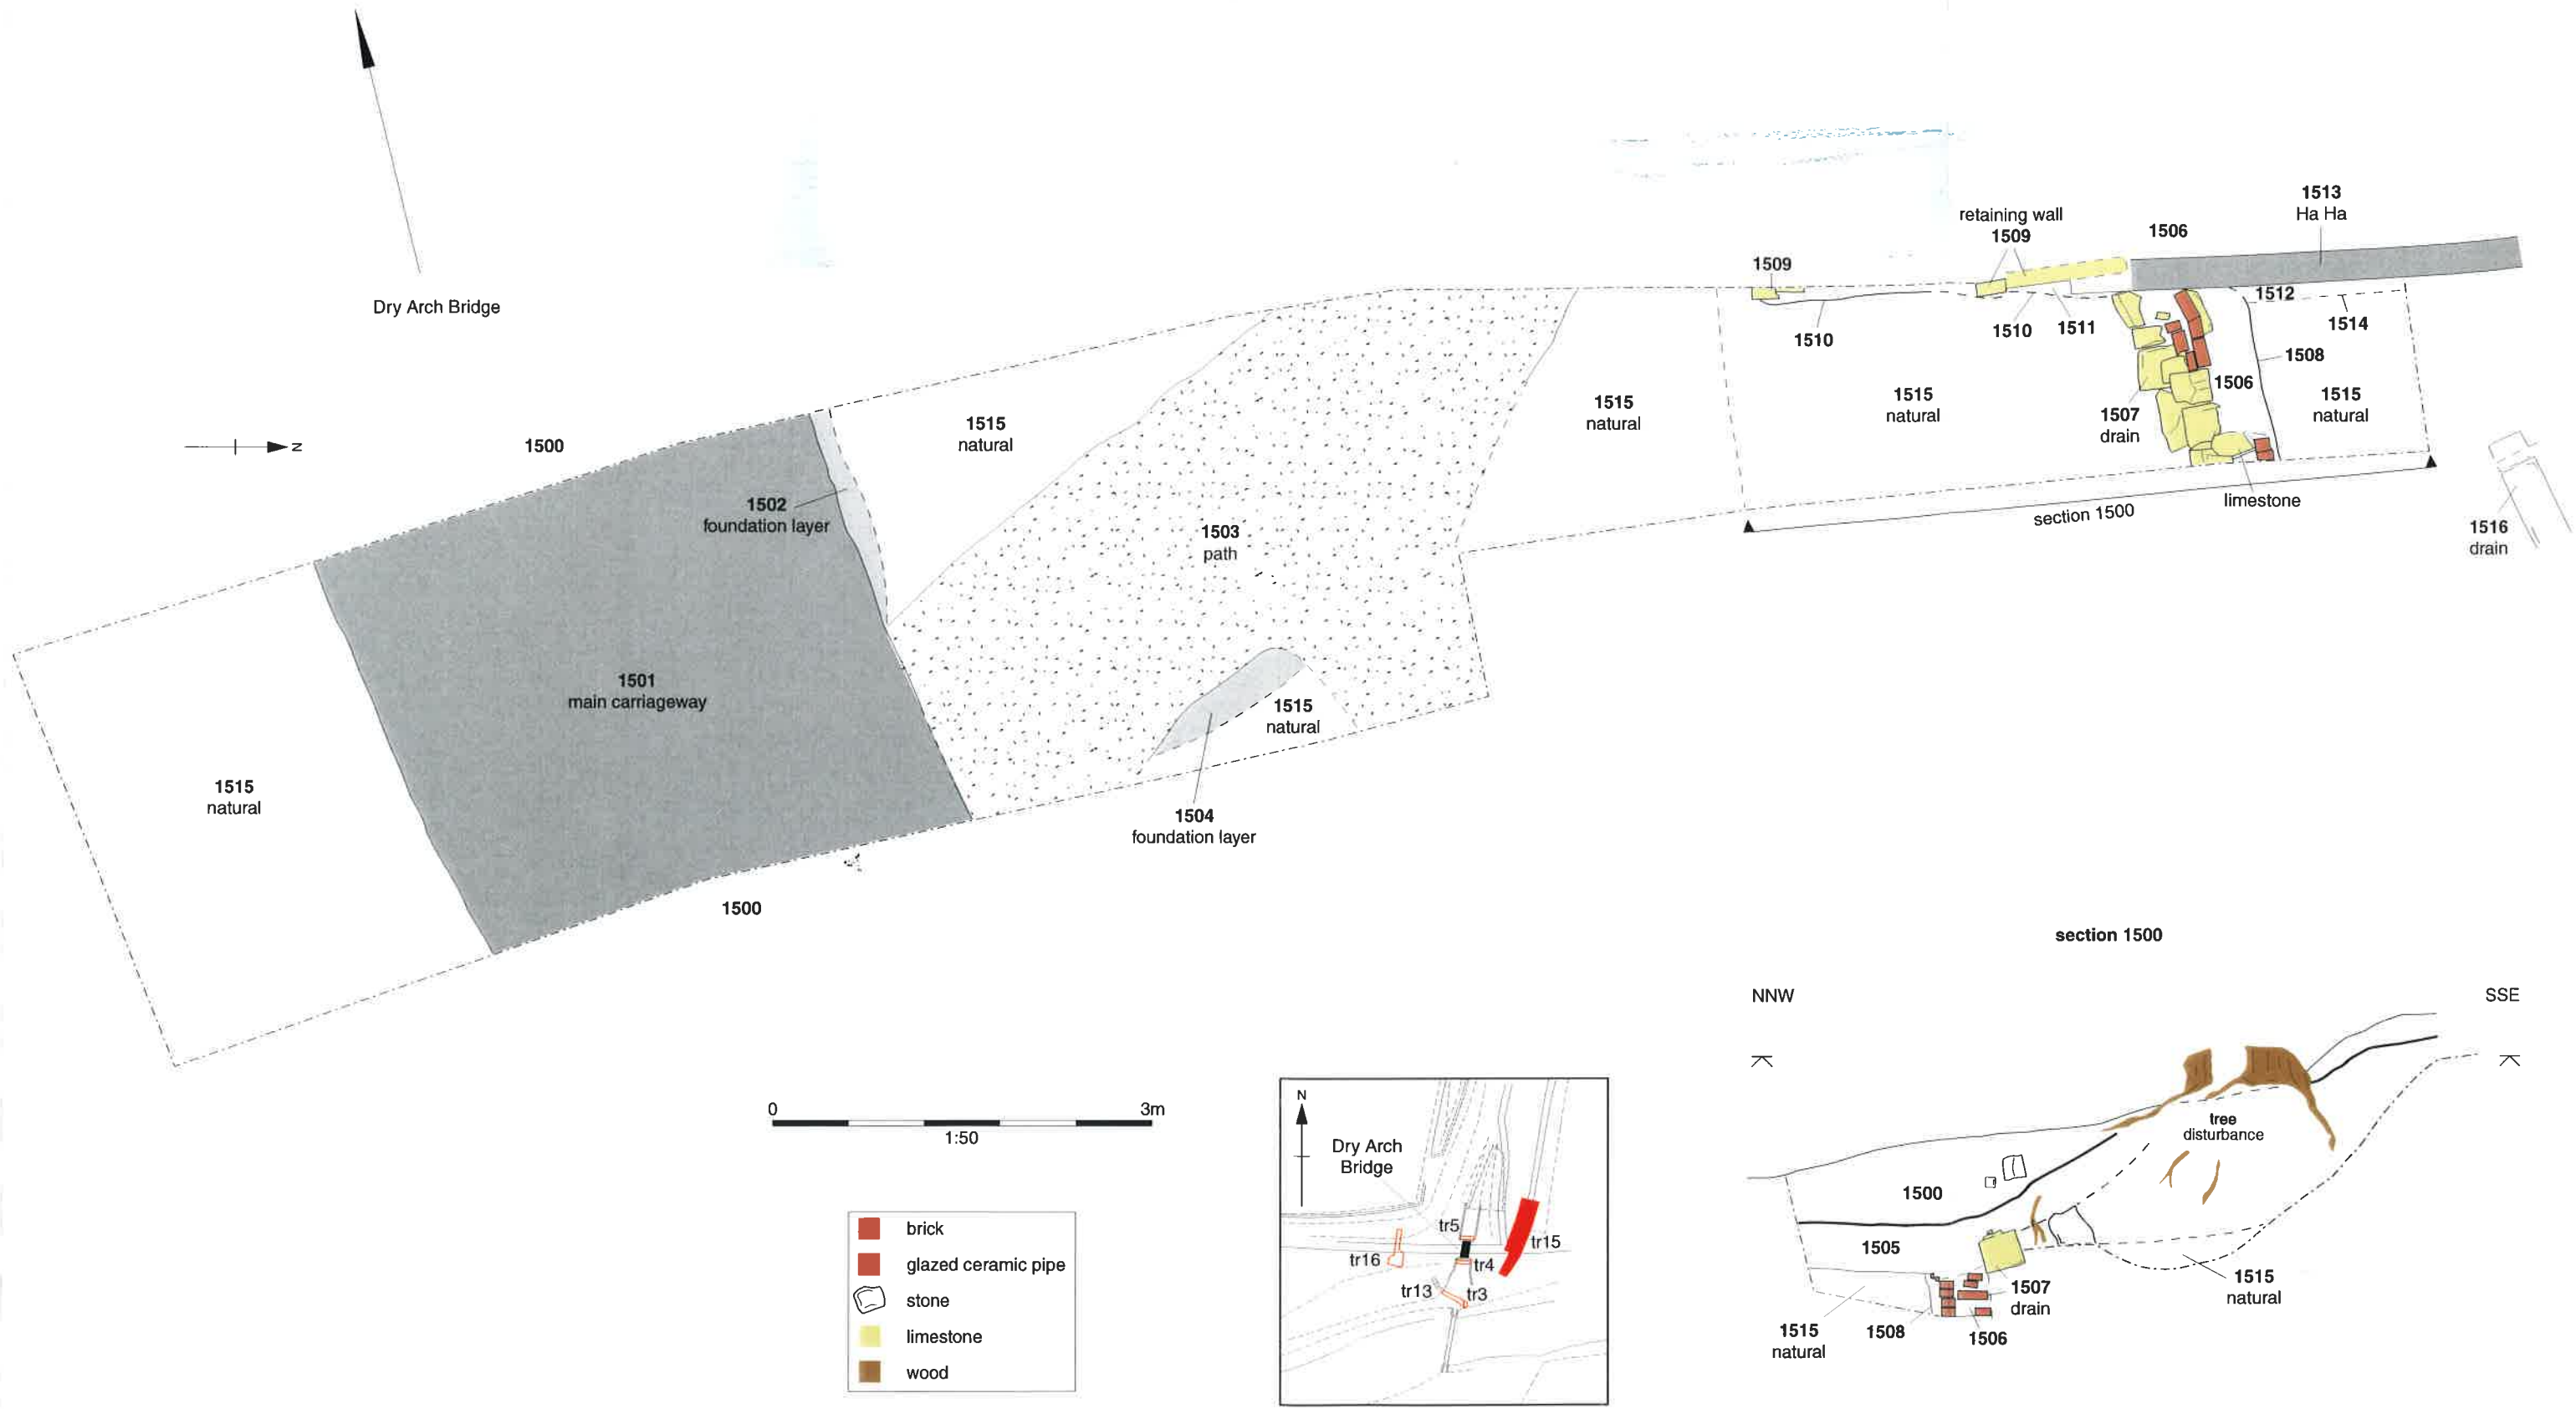 Dry Arch Bridge
N
1500
1502
foundation layer
1515
natural
1501
main carriageway
1515
natural
1500
1503
path
1515
natural
1504
foundation layer
1515
natural
1509
1510
retaining wall
1509
1510
1511
1506
1513
Ha Ha
1512
1514
1508
1506
1515
natural
1507
drain
1515
natural
limestone
section 1500
1516
drain
0
3m
1:50
brick
glazed ceramic pipe
stone
limestone
wood
N
Dry Arch
Bridge
tr5
tr15
tr16
tr4
tr13
tr3
section 1500
NNW
SSE
tree
disturbance
1500
1505
1507
drain
1515
natural
1515
natural
1508
1506